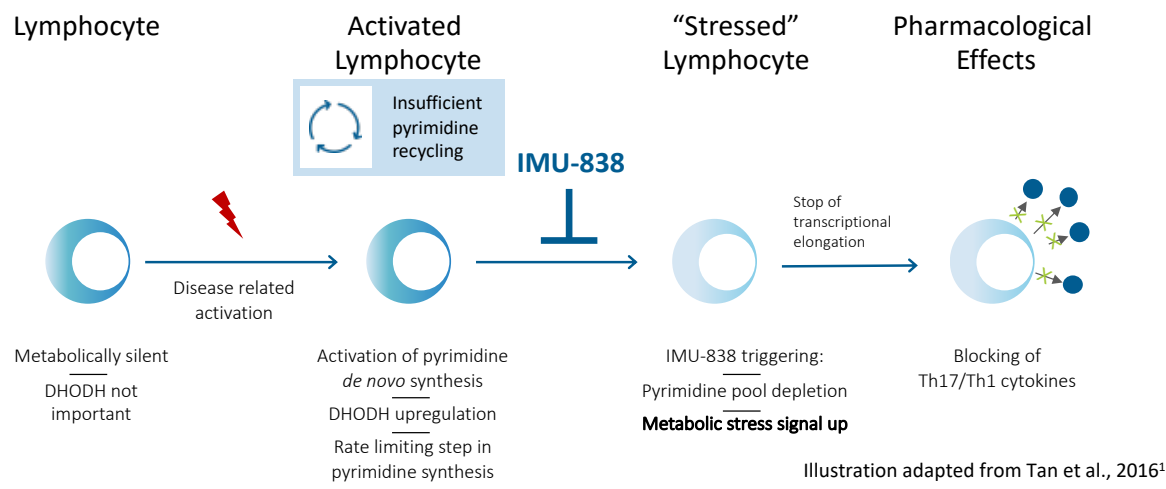 Lymphocyte
Activated
Lymphocyte
“Stressed”
Lymphocyte
Pharmacological
Effects
Insufficient
pyrimidine
recycling
IMU-838
Disease related
activation
Stop of
transcriptional
elongation
Metabolically silent
DHODH not
important
Activation of pyrimidine
de novo synthesis
DHODH upregulation
Rate limiting step in
pyrimidine synthesis
IMU-838 triggering:
Pyrimidine pool depletion
Metabolic stress signal up
Blocking of
Th17/Th1 cytokines
Illustration adapted from Tan et al., 2016¹